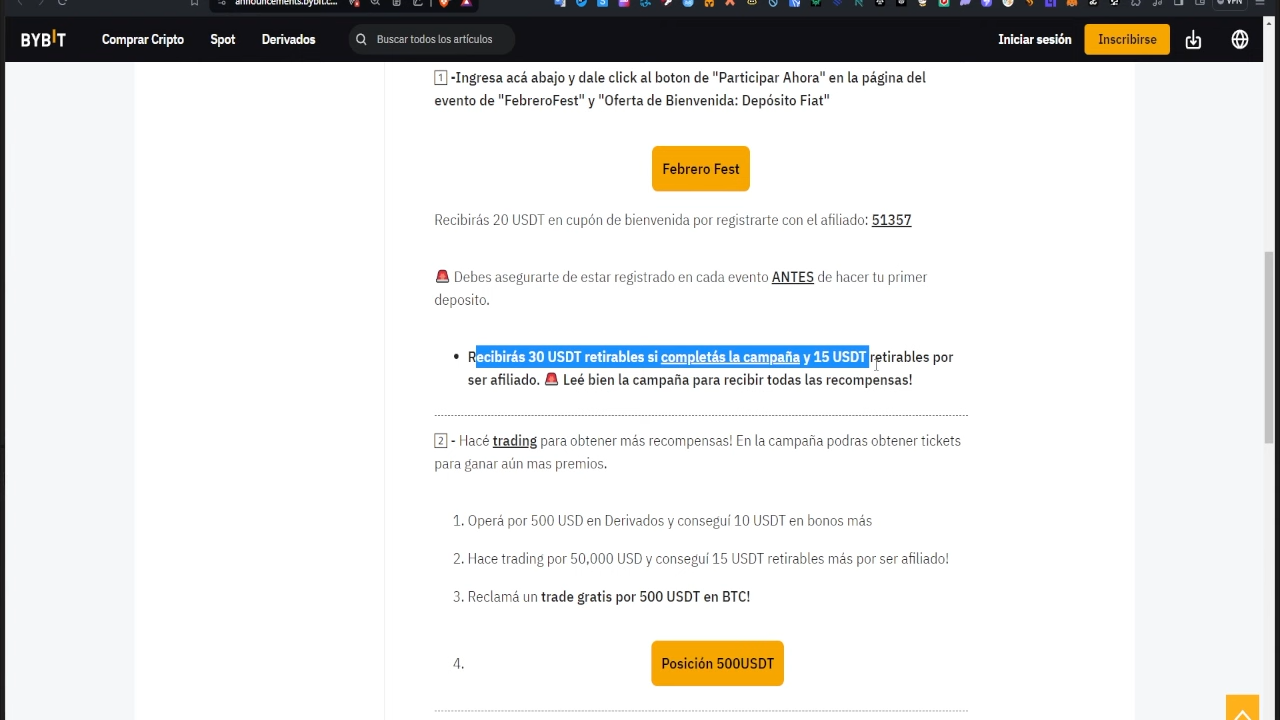 announcements.bybit.c...
VPN
BYBIT
Comprar Cripto
Spot
Derivados
Buscar todos los artículos
Iniciar sesión
Inscribirse
1 -Ingresa acá abajo y dale click al boton de "Participar Ahora" en la página del
evento de "FebreroFest" y "Oferta de Bienvenida: Depósito Fiat"
Febrero Fest
Recibirás 20 USDT en cupón de bienvenida por registrarte con el afiliado: 51357
🚨 Debes asegurarte de estar registrado en cada evento ANTES de hacer tu primer
deposito.
• Recibirás 30 USDT retirables si completás la campaña y 15 USDT retirables por
ser afiliado. 🚨 Leé bien la campaña para recibir todas las recompensas!
2 - Hacé trading para obtener más recompensas! En la campaña podras obtener tickets
para ganar aún mas premios.
1. Operá por 500 USD en Derivados y conseguí 10 USDT en bonos más
2. Hace trading por 50,000 USD y conseguí 15 USDT retirables más por ser afiliado!
3. Reclamá un trade gratis por 500 USDT en BTC!
4.
Posición 500USDT